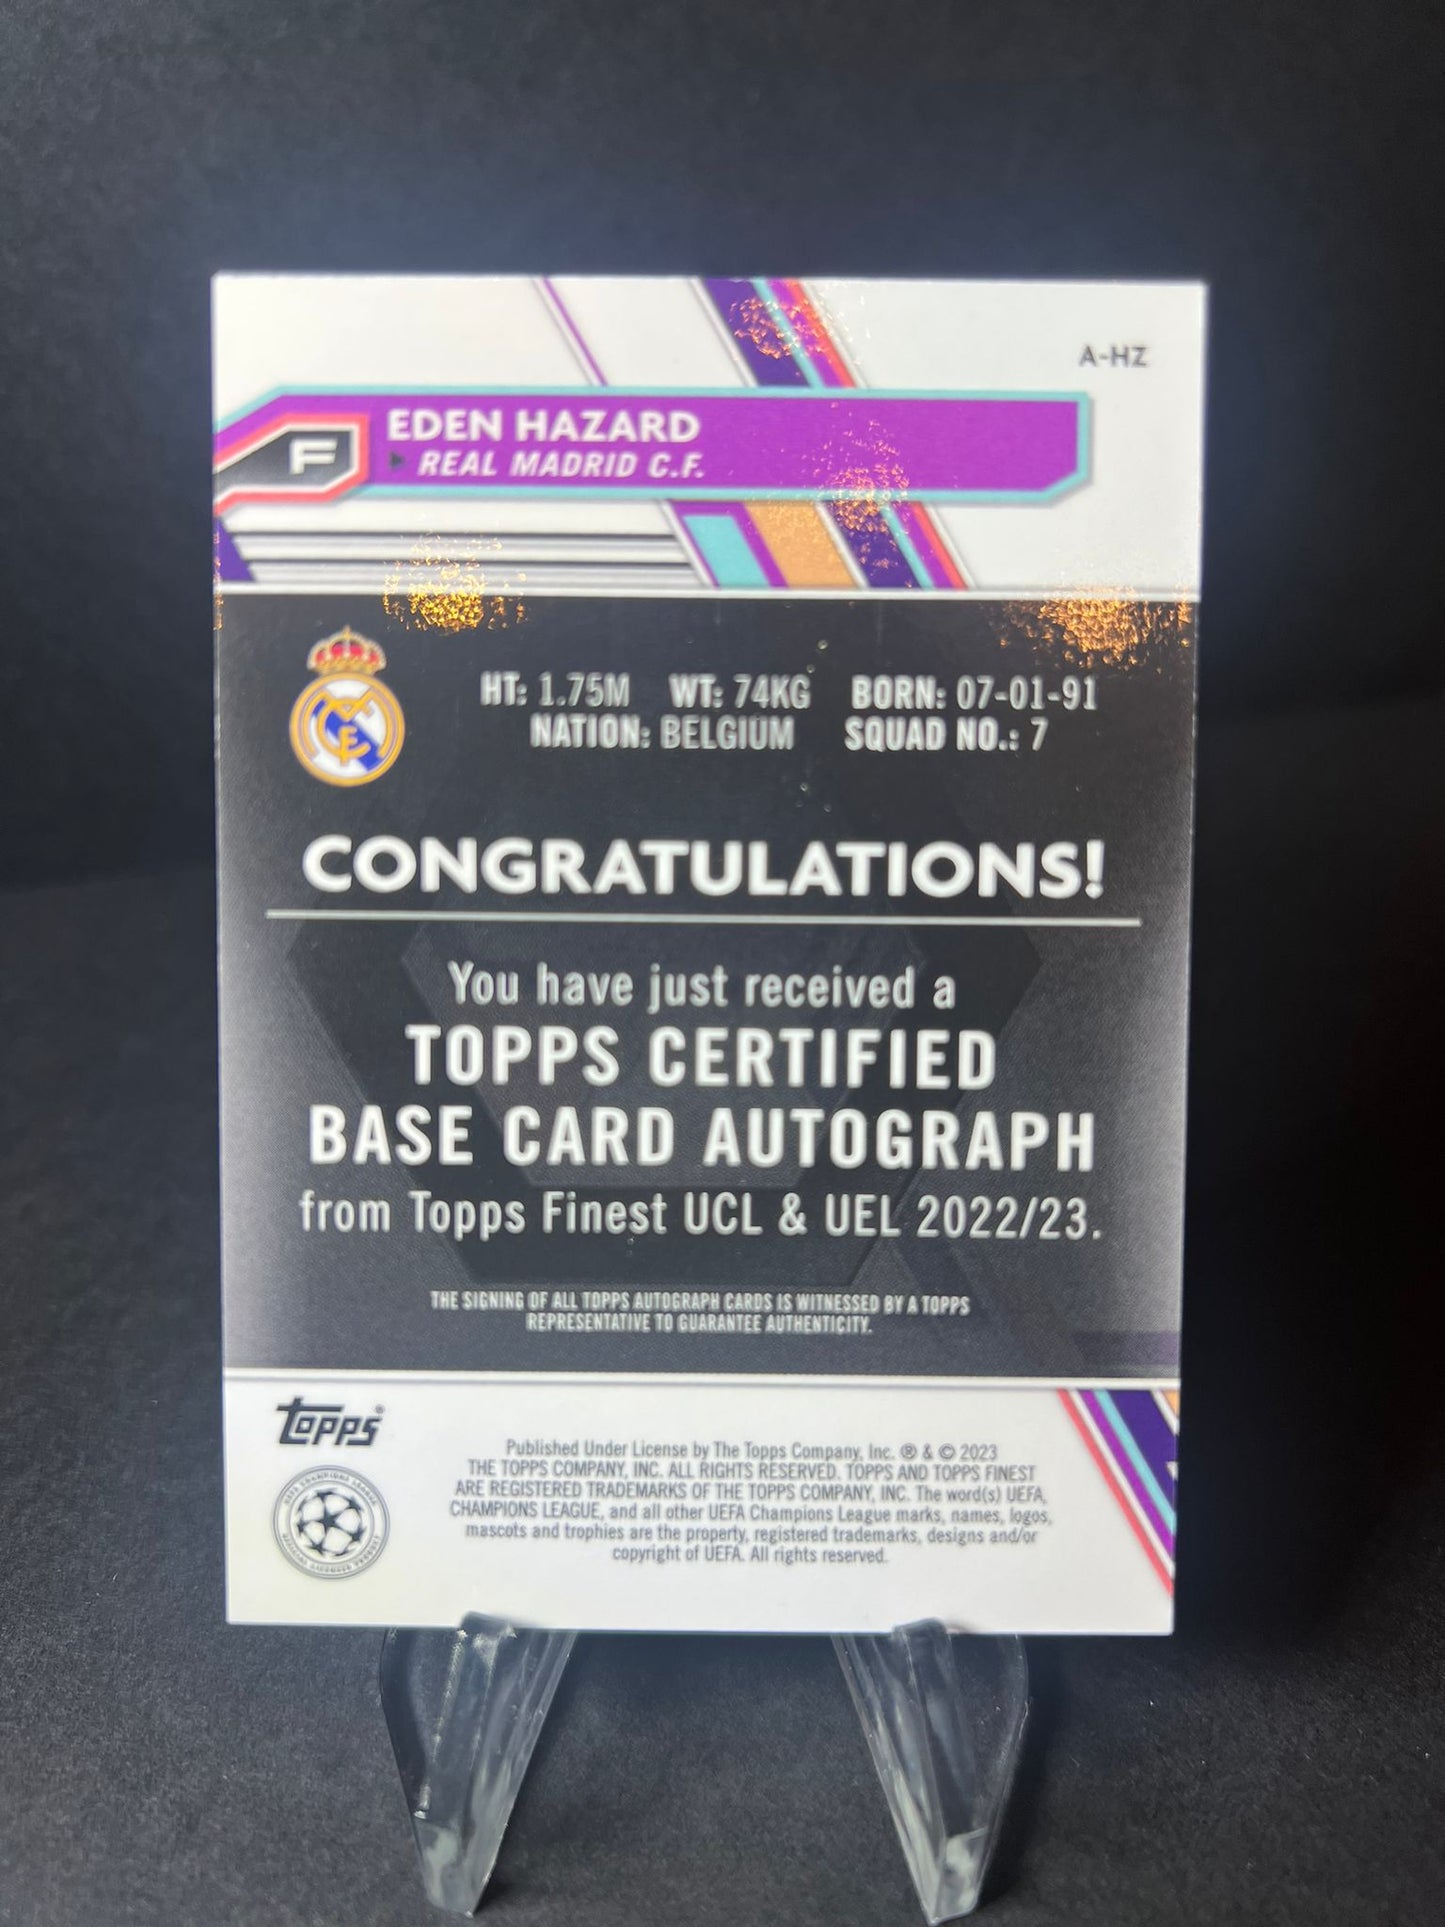 A-HZ
F
EDEN HAZARD
REAL MADRID C.F.
HT: 1.75M WT: 74KG BORN: 07-01-91
NATION: BELGIUM SQUAD NO.: 7
CONGRATULATIONS!
You have just received a
TOPPS CERTIFIED
BASE CARD AUTOGRAPH
from Topps Finest UCL & UEL 2022/23.
THE SIGNING OF ALL TOPPS AUTOGRAPH CARDS IS WITNESSED BY A TOPPS
REPRESENTATIVE TO GUARANTEE AUTHENTICITY.
Topps®
Published Under License by The Topps Company, Inc. ® & © 2023
THE TOPPS COMPANY, INC. ALL RIGHTS RESERVED. TOPPS AND TOPPS FINEST
ARE REGISTERED TRADEMARKS OF THE TOPPS COMPANY, INC. The word(s) UEFA,
CHAMPIONS LEAGUE, and all other UEFA Champions League marks, names, logos,
mascots and trophies are the property, registered trademarks, designs and/or
copyright of UEFA. All rights reserved.